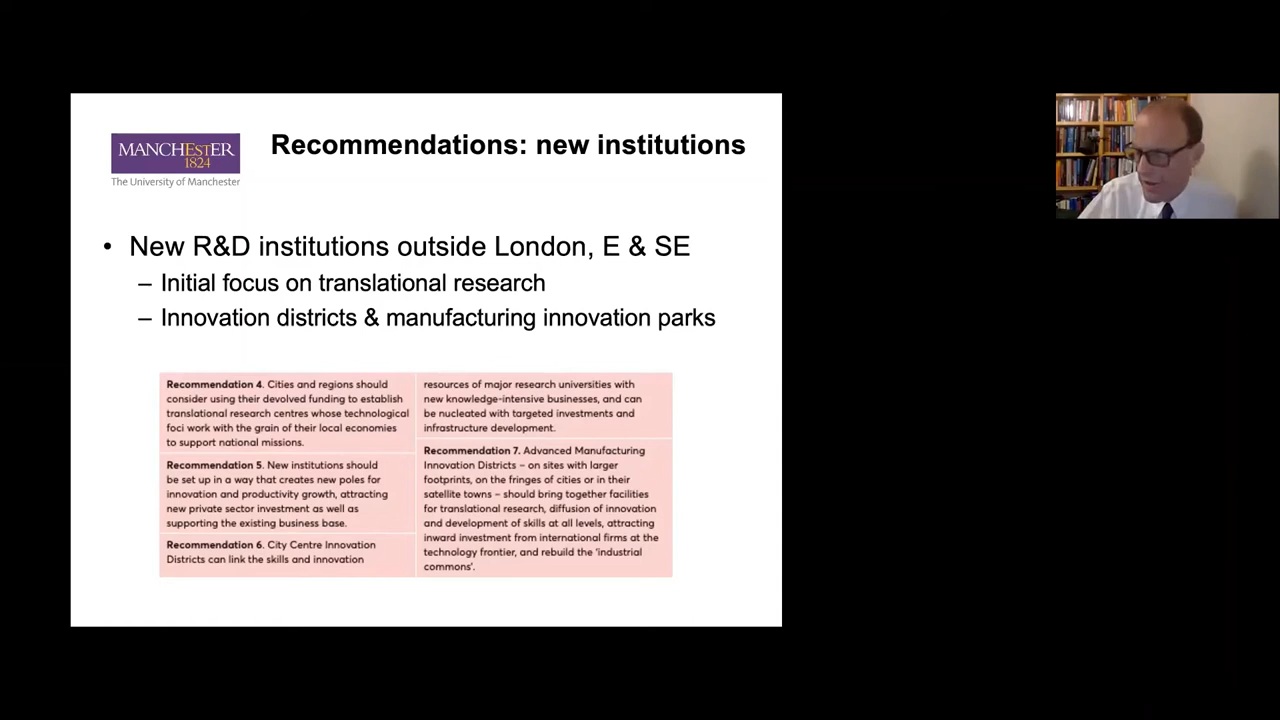 MANCHESTER
1824
The University of Manchester
Recommendations: new institutions
• New R&D institutions outside London, E & SE
– Initial focus on translational research
– Innovation districts & manufacturing innovation parks
Recommendation 4. Cities and regions should
consider using their devolved funding to establish
translational research centres whose technological
foci work with the grain of their local economies
to support national missions.
Recommendation 5. New institutions should
be set up in a way that creates new poles for
innovation and productivity growth, attracting
new private sector investment as well as
supporting the existing business base.
Recommendation 6. City Centre Innovation
Districts can link the skills and innovation
resources of major research universities with
new knowledge-intensive businesses, and can
be nucleated with targeted investments and
infrastructure development.
Recommendation 7. Advanced Manufacturing
Innovation Districts – on sites with larger
footprints, on the fringes of cities or in their
satellite towns – should bring together facilities
for translational research, diffusion of innovation
and development of skills at all levels, attracting
inward investment from international firms at the
technology frontier, and rebuild the 'industrial
commons'.